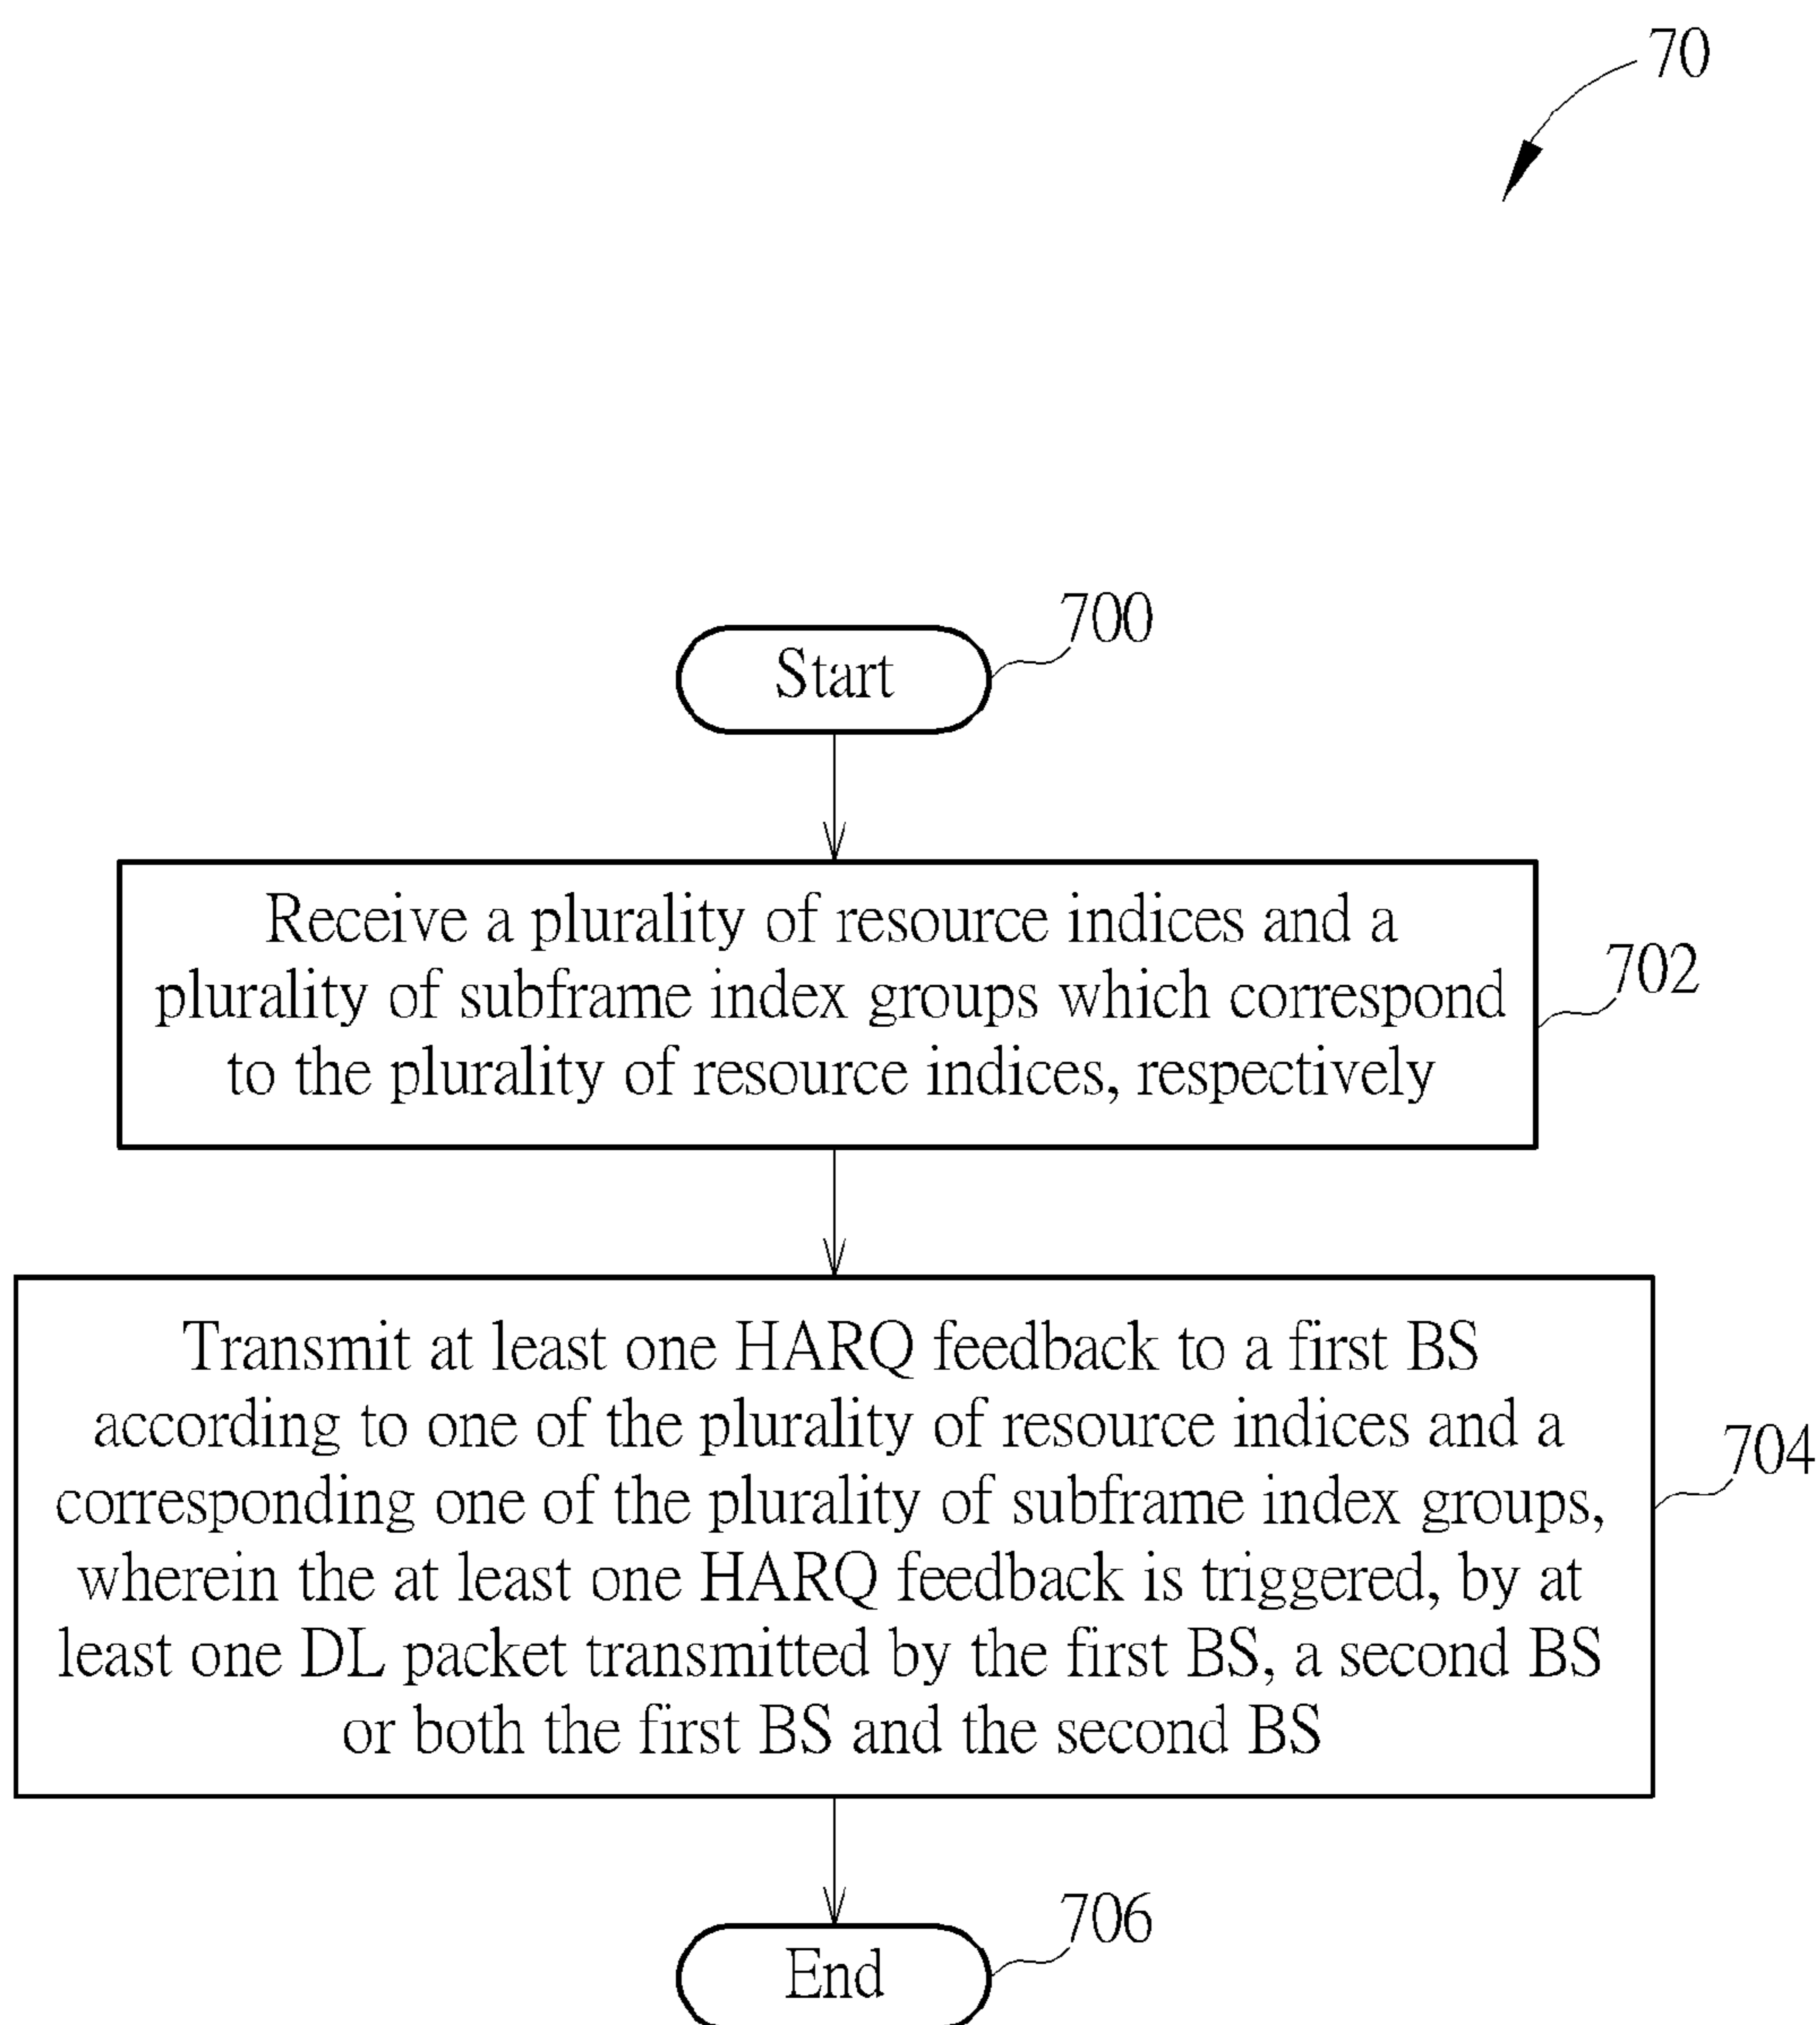 70
700
Start
Receive a plurality of resource indices and a
plurality of subframe index groups which correspond
to the plurality of resource indices, respectively
702
Transmit at least one HARQ feedback to a first BS
according to one of the plurality of resource indices and a
corresponding one of the plurality of subframe index groups,
wherein the at least one HARQ feedback is triggered, by at
least one DL packet transmitted by the first BS, a second BS
or both the first BS and the second BS
704
706
End